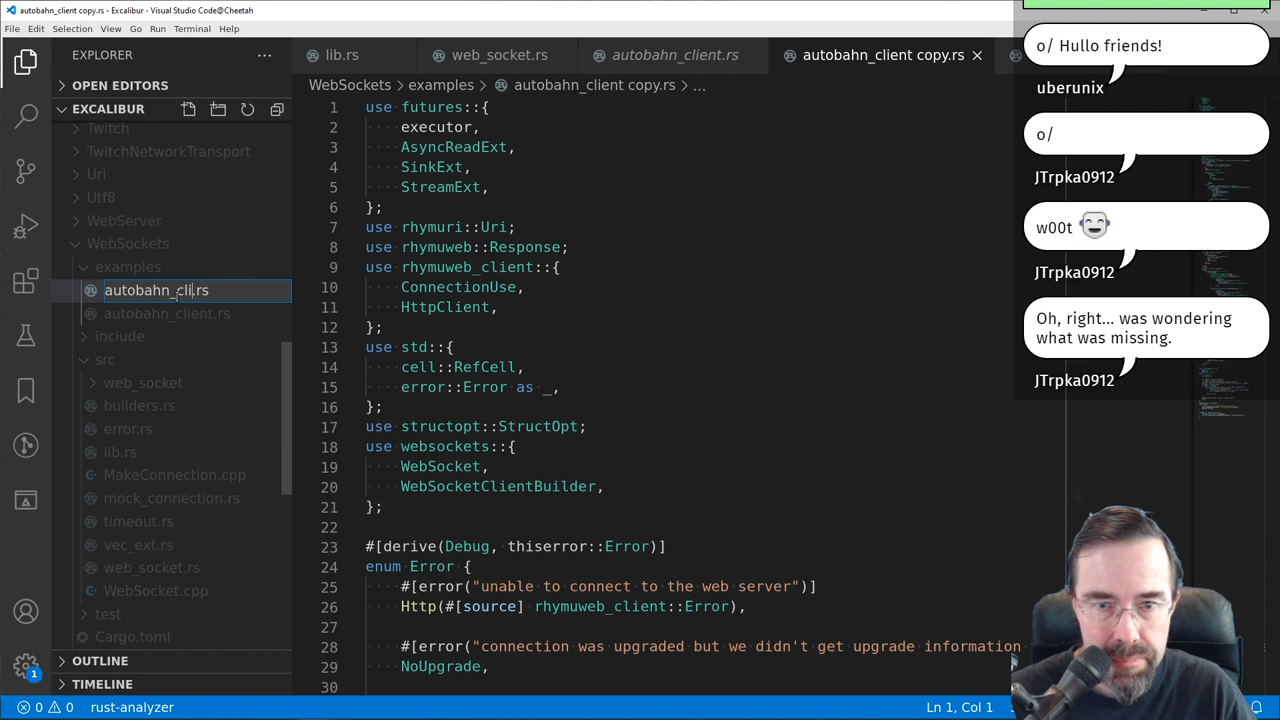 autobahn_client copy.rs - Excalibur - Visual Studio Code@Cheetah
File Edit Selection View Go Run Terminal Help
EXPLORER
OPEN EDITORS
EXCALIBUR
Twitch
TwitchNetworkTransport
Uri
Utf8
WebServer
WebSockets
examples
autobahn_cli.rs
autobahn_client.rs
include
src
web_socket
builders.rs
error.rs
lib.rs
MakeConnection.cpp
mock_connection.rs
timeout.rs
vec_ext.rs
web_socket.rs
WebSocket.cpp
test
Cargo.toml
OUTLINE
TIMELINE
lib.rs web_socket.rs autobahn_client.rs autobahn_client copy.rs
WebSockets > examples > autobahn_client copy.rs > ...
1 use futures::{
2 executor,
3 AsyncReadExt,
4 SinkExt,
5 StreamExt,
6 };
7 use rhymuri::Uri;
8 use rhymuweb::Response;
9 use rhymuweb_client::{
10 ConnectionUse,
11 HttpClient,
12 };
13 use std::{
14 cell::RefCell,
15 error::Error as _,
16 };
17 use structopt::StructOpt;
18 use websockets::{
19 WebSocket,
20 WebSocketClientBuilder,
21 };
22
23 #[derive(Debug, thiserror::Error)]
24 enum Error {
25 #[error("unable to connect to the web server")]
26 Http(#[source] rhymuweb_client::Error),
27
28 #[error("connection was upgraded but we didn't get upgrade information
29 NoUpgrade,
30
o/ Hullo friends!
uberunix
o/
JTrpka0912
w00t
JTrpka0912
Oh, right... was wondering
what was missing.
JTrpka0912
1
0 0 rust-analyzer
Ln 1, Col 1